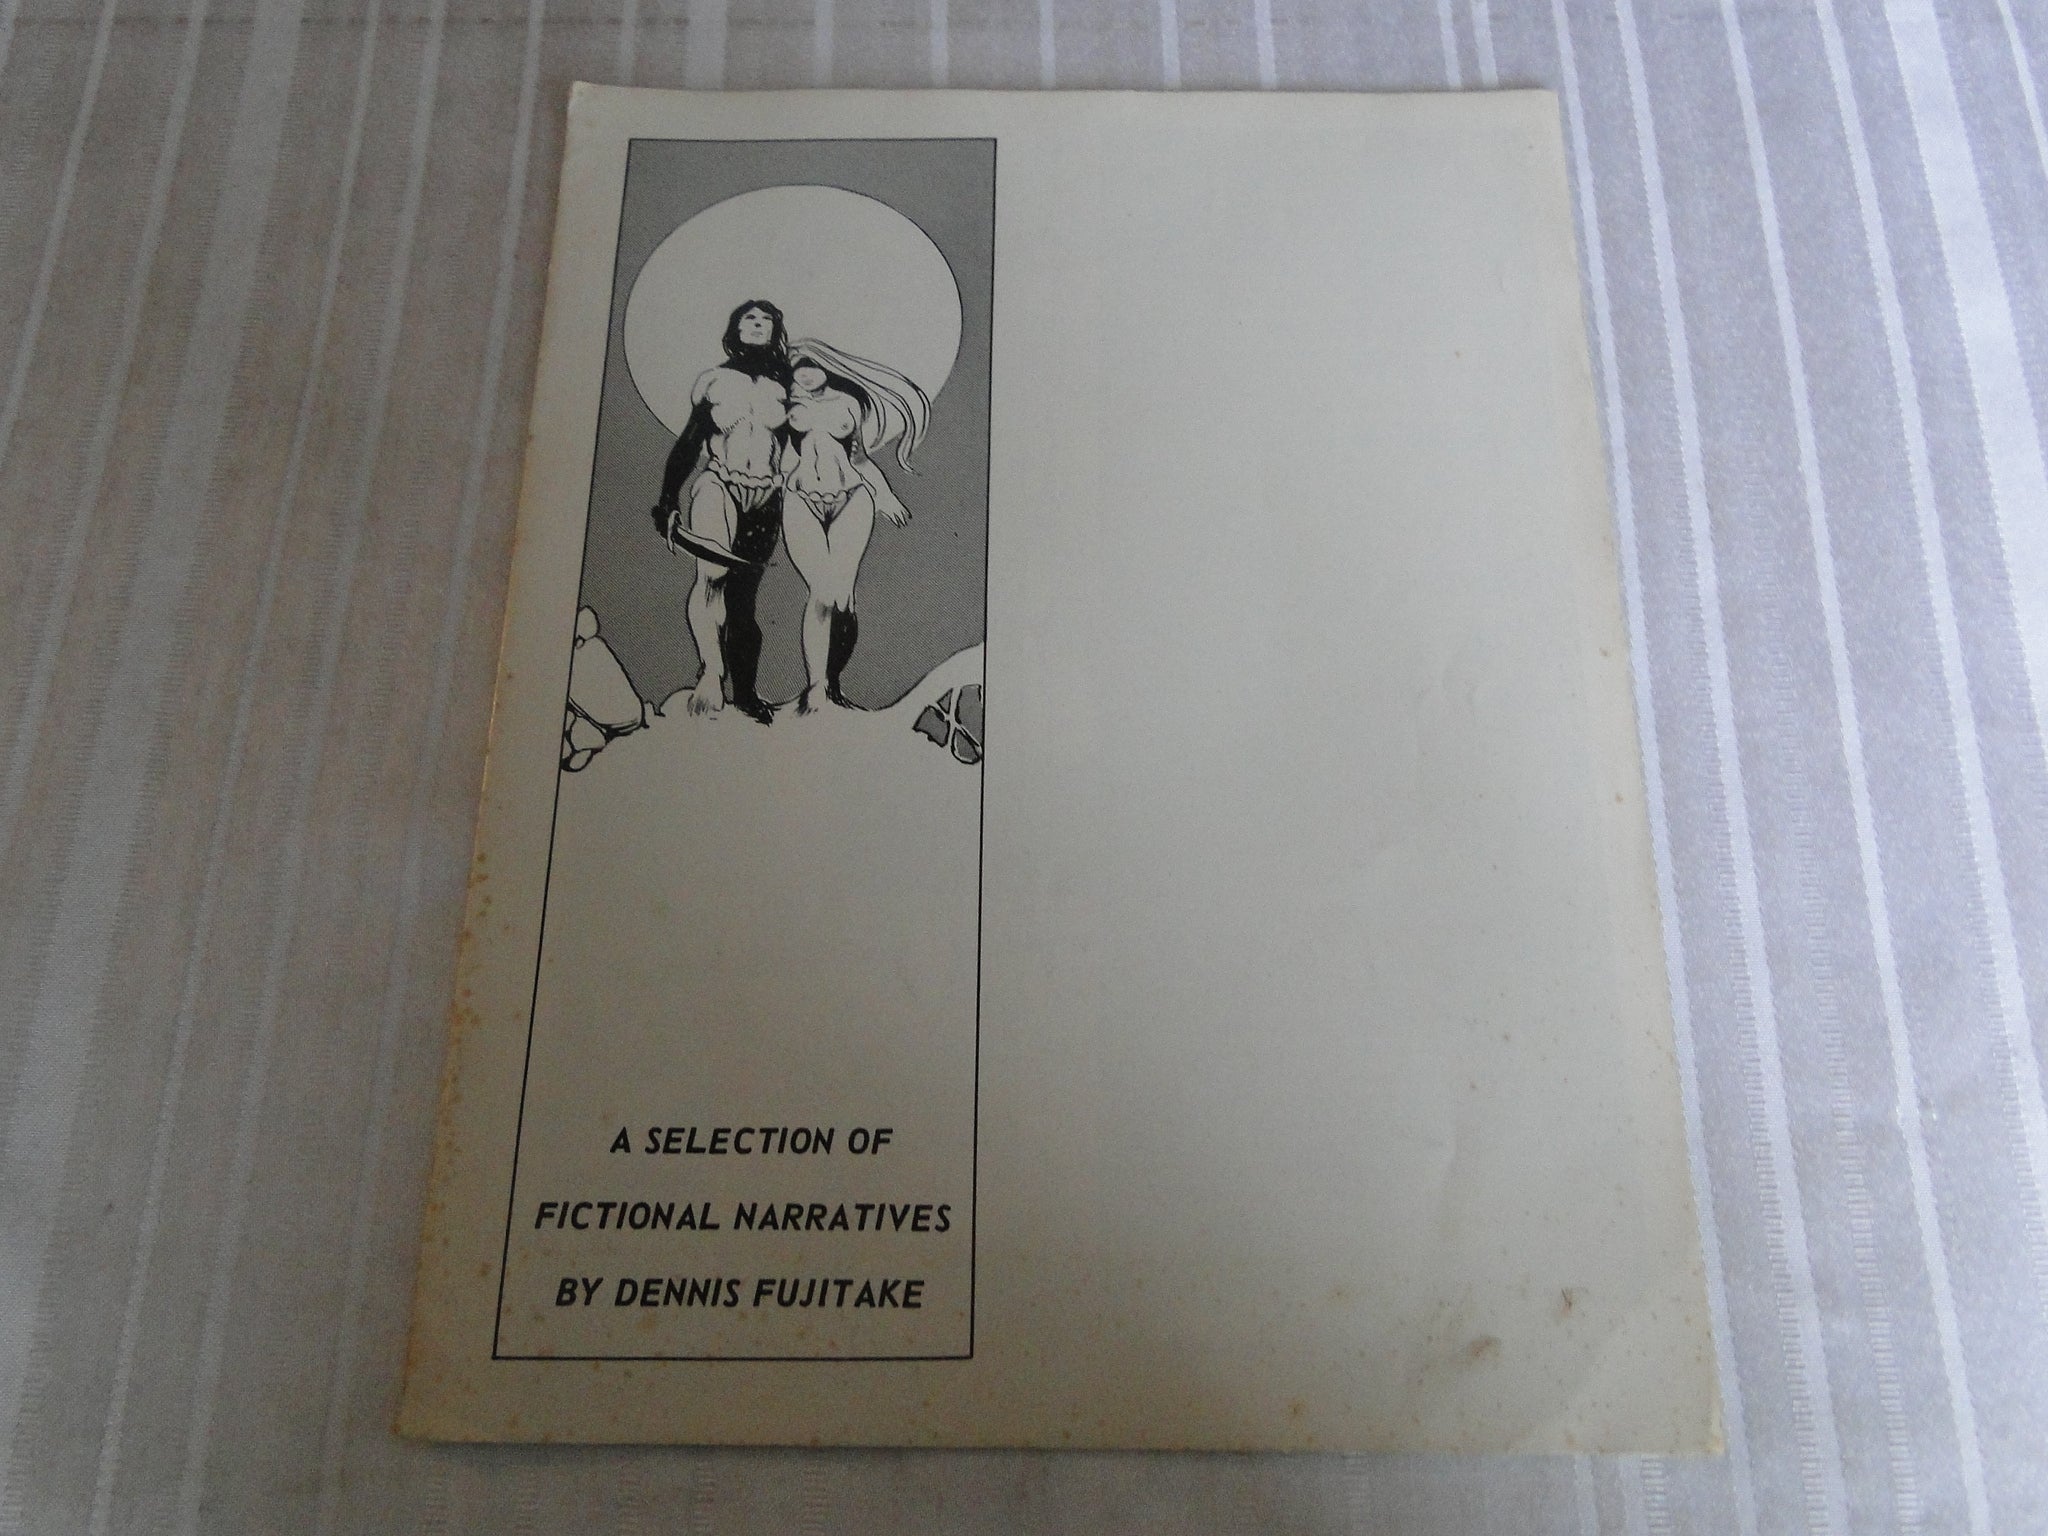 A SELECTION OF
FICTIONAL NARRATIVES
BY DENNIS FUJITAKE